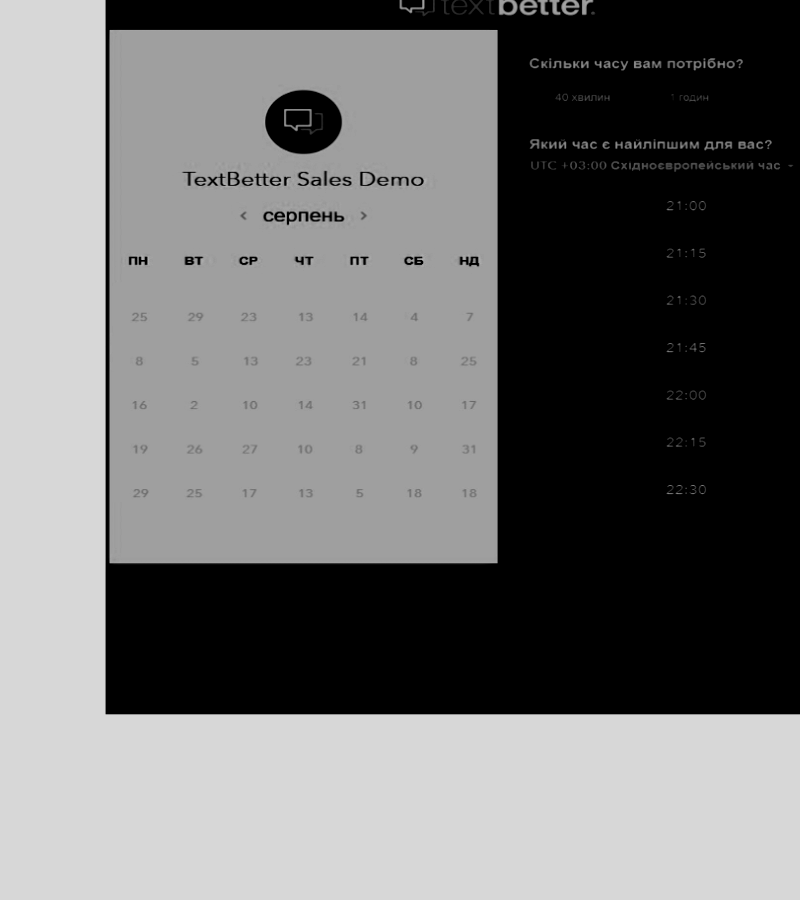 textbetter.
TextBetter Sales Demo
‹ серпень ›
ПН ВТ СР ЧТ ПТ СБ НД
25 29 23 13 14 4 7
8 5 13 23 21 8 25
16 2 10 14 31 10 17
19 26 27 10 8 9 31
29 25 17 13 5 18 18
Скільки часу вам потрібно?
40 хвилин 1 годин
Який час є найліпшим для вас?
UTC +03:00 Східноєвропейський час
21:00
21:15
21:30
21:45
22:00
22:15
22:30